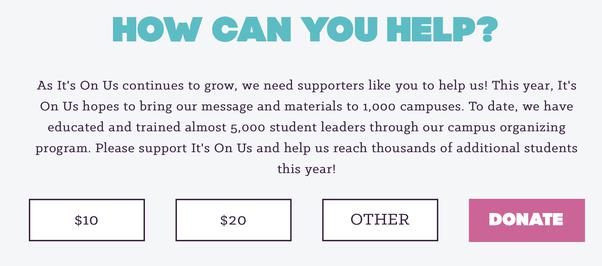 HOW CAN YOU HELP?
As It's On Us continues to grow, we need supporters like you to help us! This year, It's
On Us hopes to bring our message and materials to 1,000 campuses. To date, we have
educated and trained almost 5,000 student leaders through our campus organizing
program. Please support It's On Us and help us reach thousands of additional students
this year!
$10 $20 OTHER DONATE